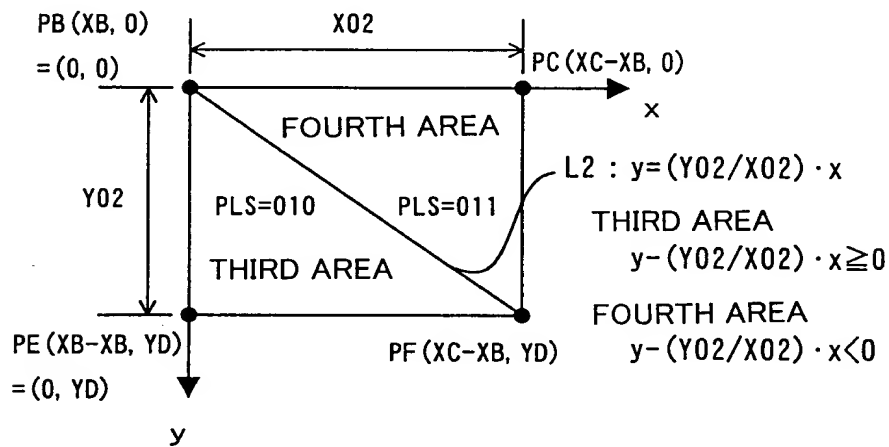 PB(XB, 0)
=(0, 0)
X02
PC(XC-XB, 0)
x
FOURTH AREA
L2 : y=(Y02/X02)・x
Y02
PLS=010
PLS=011
THIRD AREA
y-(Y02/X02)・x≧0
THIRD AREA
FOURTH AREA
y-(Y02/X02)・x<0
PE(XB-XB, YD)
=(0, YD)
PF(XC-XB, YD)
y